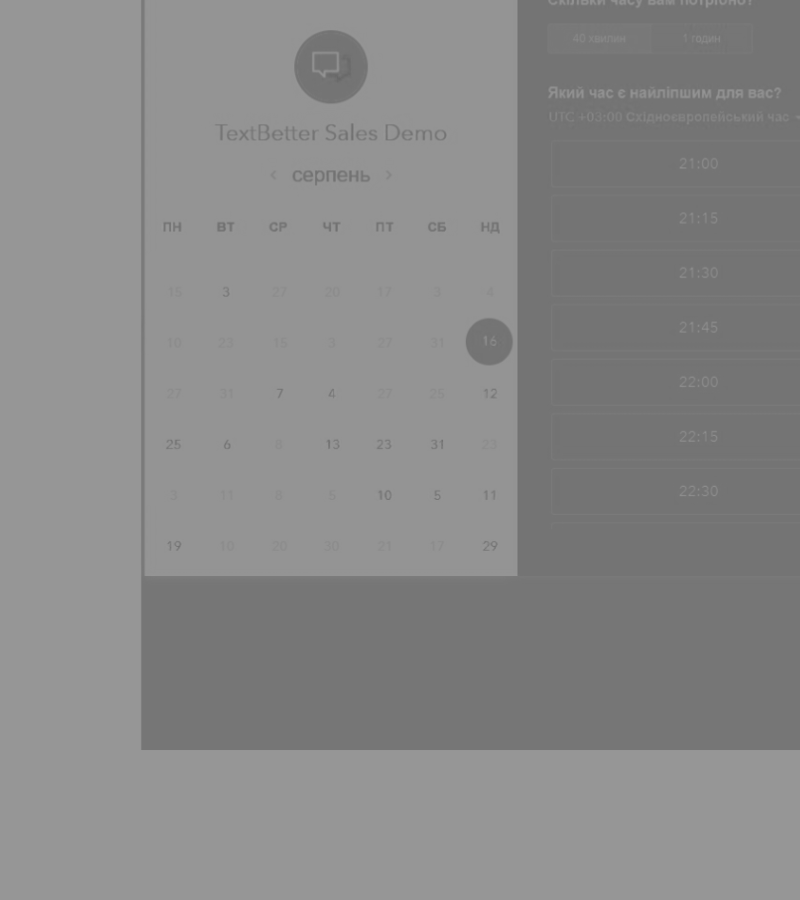 TextBetter Sales Demo
‹ серпень ›
ПН ВТ СР ЧТ ПТ СБ НД
15 3 27 20 17 3 4
10 23 15 3 27 31 16
27 31 7 4 27 25 12
25 6 8 13 23 31 23
3 11 8 5 10 5 11
19 10 20 30 21 17 29
Скільки часу вам потрібно?
40 хвилин 1 годин
Який час є найліпшим для вас?
UTC +03:00 Східноєвропейський час
21:00
21:15
21:30
21:45
22:00
22:15
22:30